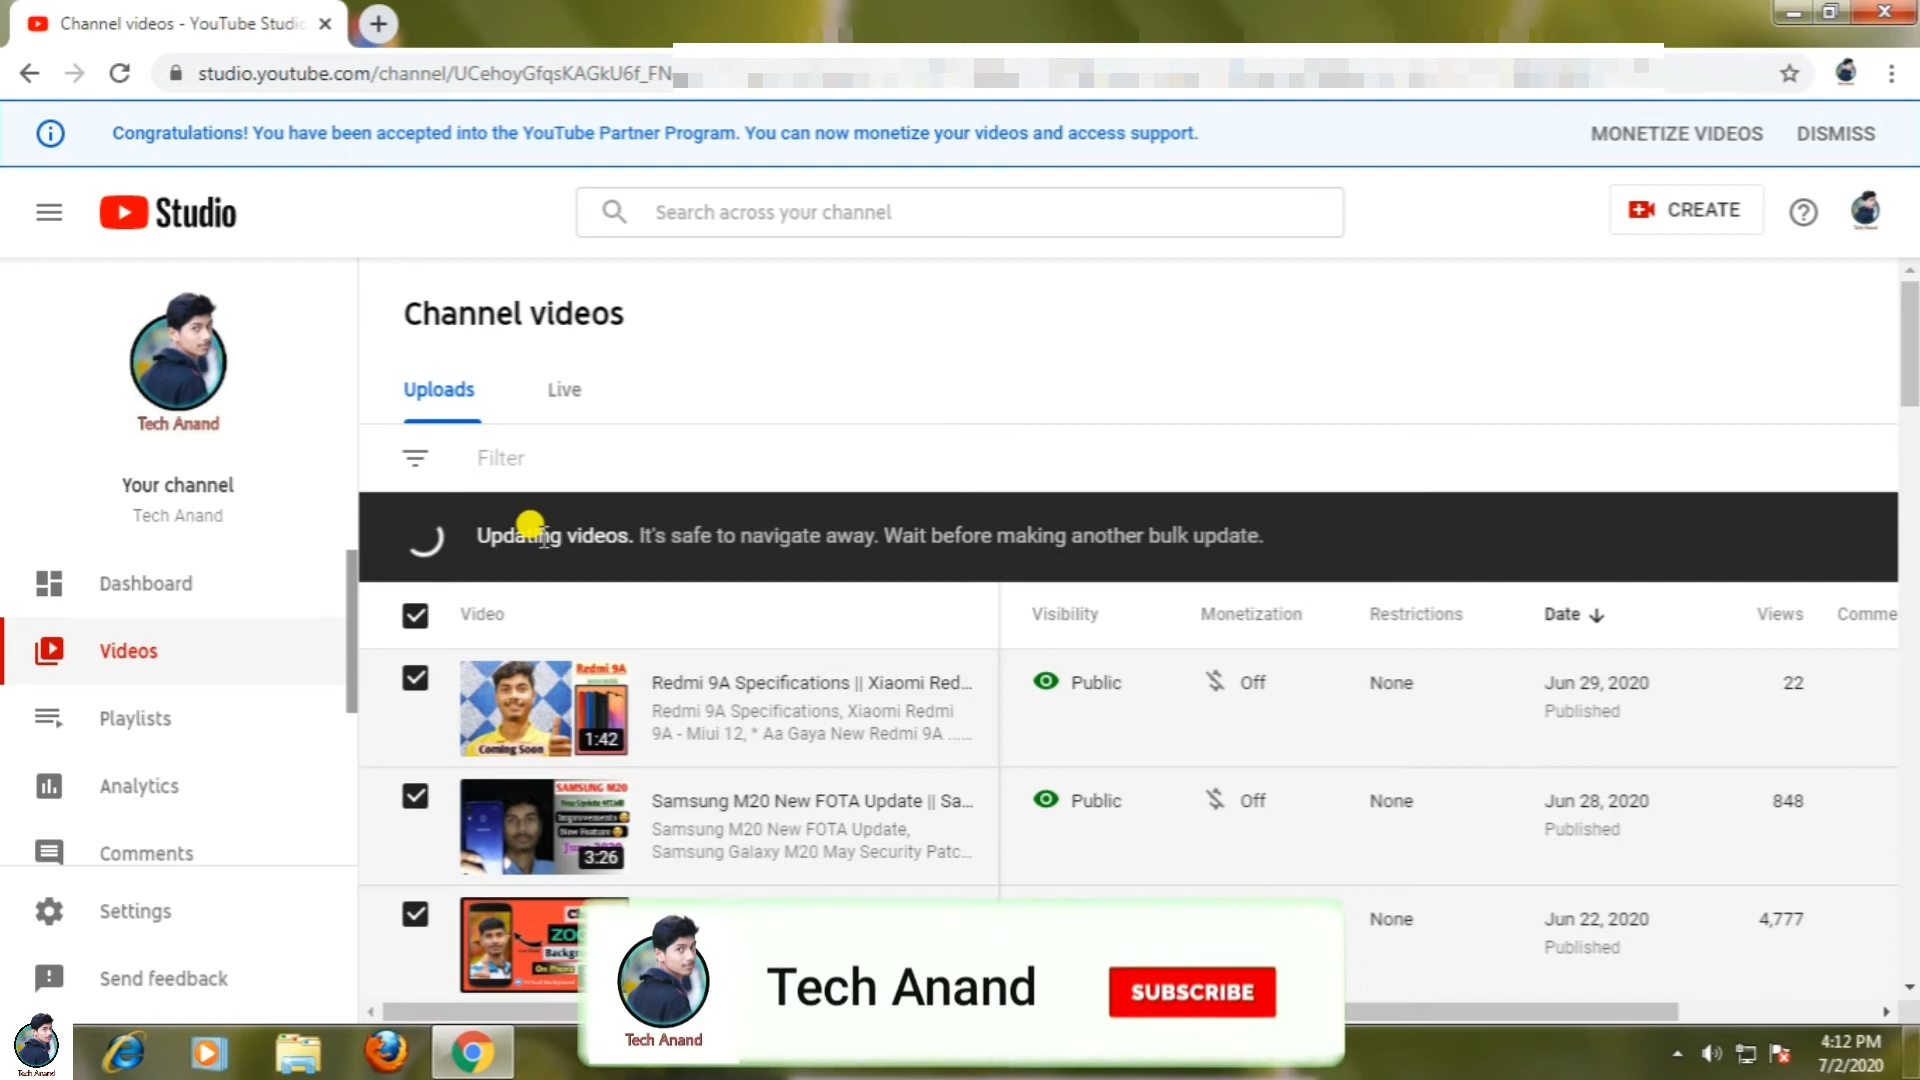 Channel videos - YouTube Studio
studio.youtube.com/channel/UCehoyGfqsKAGkU6f_FN
Congratulations! You have been accepted into the YouTube Partner Program. You can now monetize your videos and access support.
MONETIZE VIDEOS
DISMISS
Studio
Search across your channel
CREATE
Tech Anand
Your channel
Tech Anand
Dashboard
Videos
Playlists
Analytics
Comments
Settings
Send feedback
Channel videos
Uploads
Live
Filter
Updating videos. It's safe to navigate away. Wait before making another bulk update.
Video
Visibility
Monetization
Restrictions
Date
Views
Comme
Redmi 9A
Coming Soon
1:42
Redmi 9A Specifications || Xiaomi Red...
Redmi 9A Specifications, Xiaomi Redmi
9A - Miui 12, * Aa Gaya New Redmi 9A ......
Public
Off
None
Jun 29, 2020
Published
22
SAMSUNG M20
Improvements
New Feature
3:26
Samsung M20 New FOTA Update || Sa...
Samsung M20 New FOTA Update,
Samsung Galaxy M20 May Security Patc...
Public
Off
None
Jun 28, 2020
Published
848
None
Jun 22, 2020
Published
4,777
Tech Anand
Tech Anand
SUBSCRIBE
Tech Anand
4:12 PM
7/2/2020